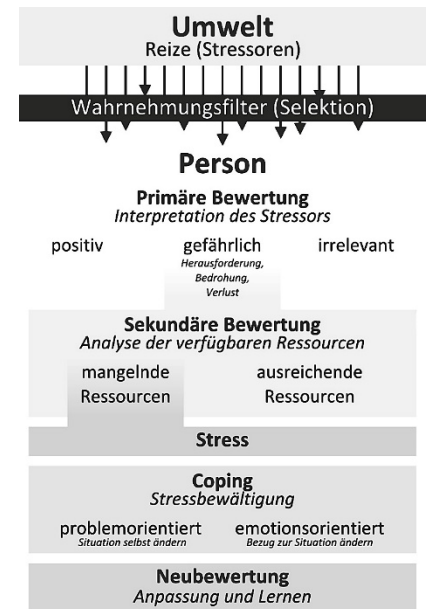 Umwelt
Reize (Stressoren)
Wahrnehmungsfilter (Selektion)
Person
Primäre Bewertung
Interpretation des Stressors
positiv gefährlich irrelevant
Herausforderung,
Bedrohung,
Verlust
Sekundäre Bewertung
Analyse der verfügbaren Ressourcen
mangelnde ausreichende
Ressourcen Ressourcen
Stress
Coping
Stressbewältigung
problemorientiert emotionsorientiert
Situation selbst ändern Bezug zur Situation ändern
Neubewertung
Anpassung und Lernen